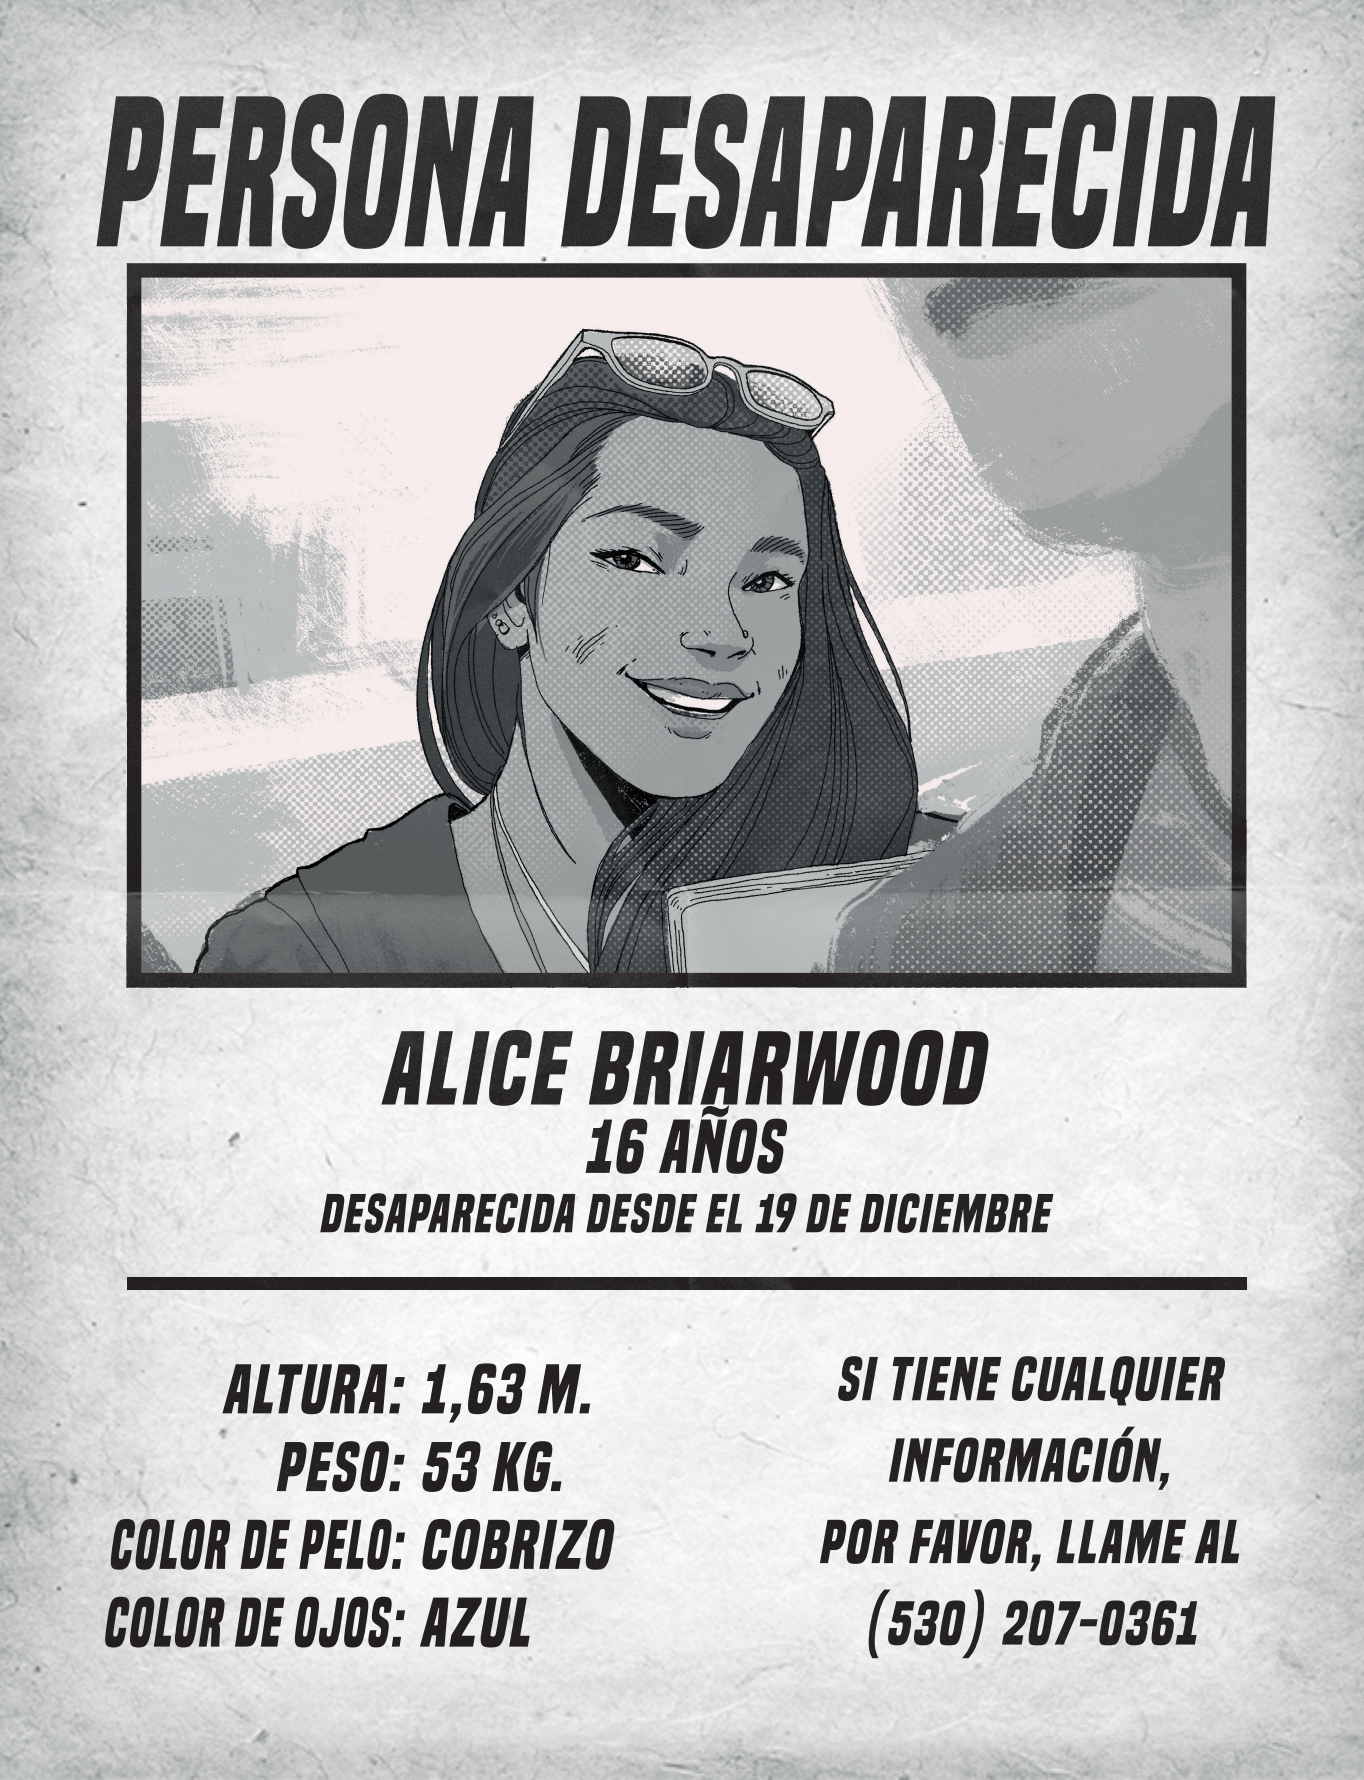 PERSONA DESAPARECIDA
ALICE BRIARWOOD
16 AÑOS
DESAPARECIDA DESDE EL 19 DE DICIEMBRE
ALTURA: 1,63 M.
PESO: 53 KG.
COLOR DE PELO: COBRIZO
COLOR DE OJOS: AZUL
SI TIENE CUALQUIER
INFORMACIÓN,
POR FAVOR, LLAME AL
(530) 207-0361